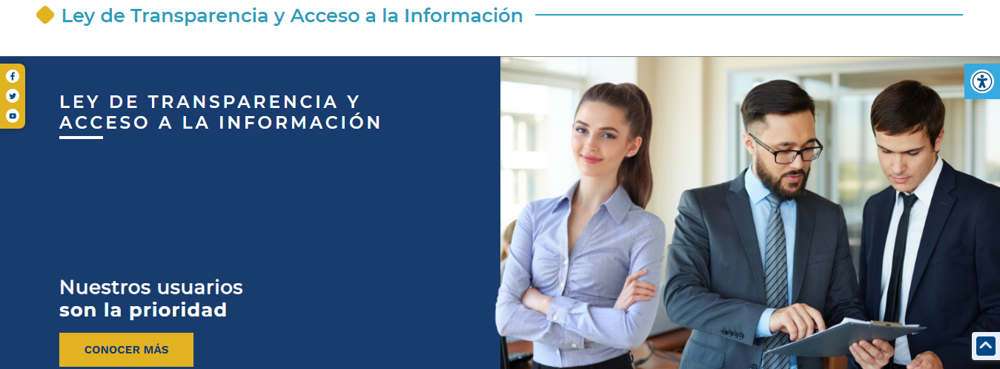 Ley de Transparencia y Acceso a la Información
LEY DE TRANSPARENCIA Y
ACCESO A LA INFORMACIÓN
Nuestros usuarios
son la prioridad
CONOCER MÁS